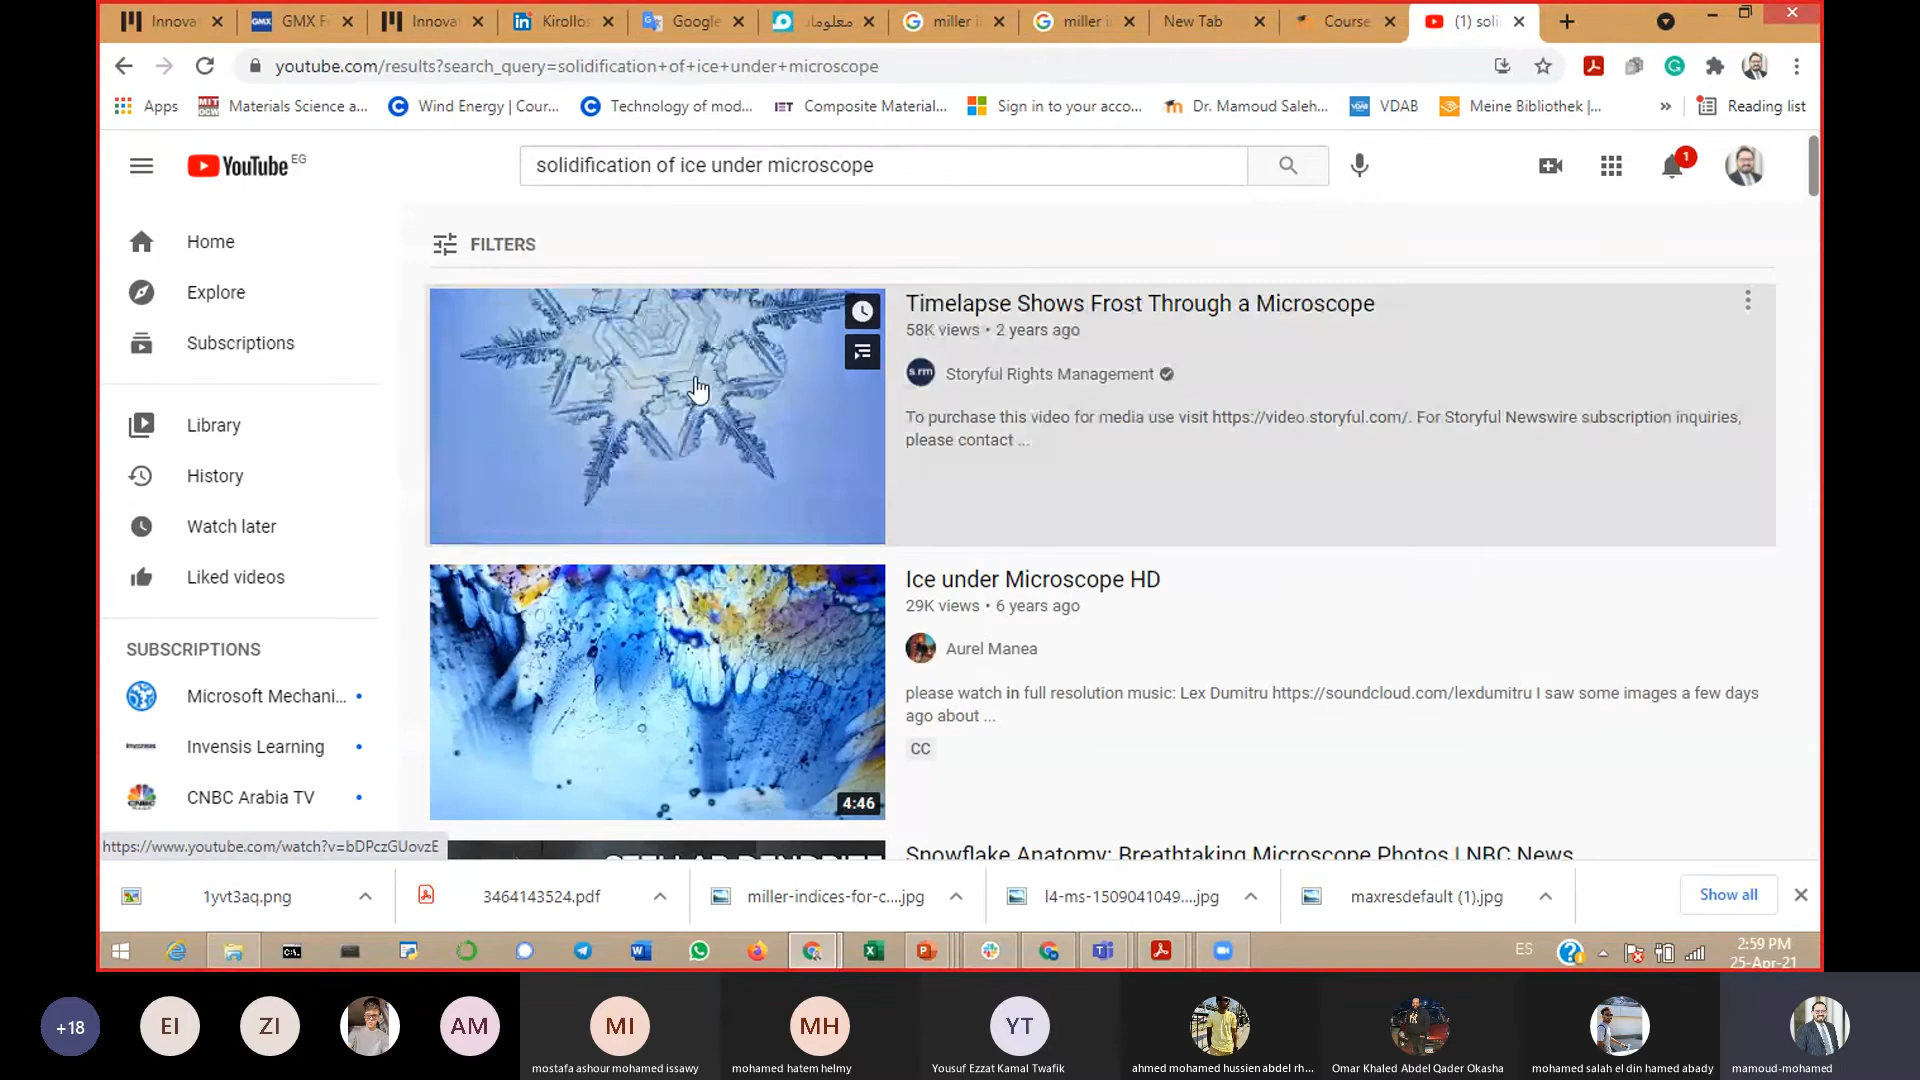 Innova
GMX F
Innova
Kirollos
Google
معلومات
miller i
miller i
New Tab
Course
(1) soli
youtube.com/results?search_query=solidification+of+ice+under+microscope
Apps
Materials Science a...
Wind Energy | Cour...
Technology of mod...
IET
Composite Material...
Sign in to your acco...
Dr. Mamoud Saleh...
VDAB
Meine Bibliothek |...
»
Reading list
YouTube EG
solidification of ice under microscope
1
Home
Explore
Subscriptions
Library
History
Watch later
Liked videos
SUBSCRIPTIONS
Microsoft Mechani...
Invensis Learning
CNBC Arabia TV
FILTERS
Timelapse Shows Frost Through a Microscope
58K views • 2 years ago
s.rm
Storyful Rights Management
To purchase this video for media use visit https://video.storyful.com/. For Storyful Newswire subscription inquiries,
please contact ...
Ice under Microscope HD
29K views • 6 years ago
Aurel Manea
please watch in full resolution music: Lex Dumitru https://soundcloud.com/lexdumitru I saw some images a few days
ago about ...
CC
4:46
Snowflake Anatomy: Breathtaking Microscope Photos | NBC News
https://www.youtube.com/watch?v=bDPczGUovzE
1yvt3aq.png
3464143524.pdf
miller-indices-for-c....jpg
l4-ms-1509041049....jpg
maxresdefault (1).jpg
Show all
ES
2:59 PM
25-Apr-21
+18
EI
ZI
AM
MI
mostafa ashour mohamed issawy
MH
mohamed hatem helmy
YT
Yousuf Ezzat Kamal Twafik
ahmed mohamed hussien abdel rh...
Omar Khaled Abdel Qader Okasha
mohamed salah el din hamed abady
mamoud-mohamed